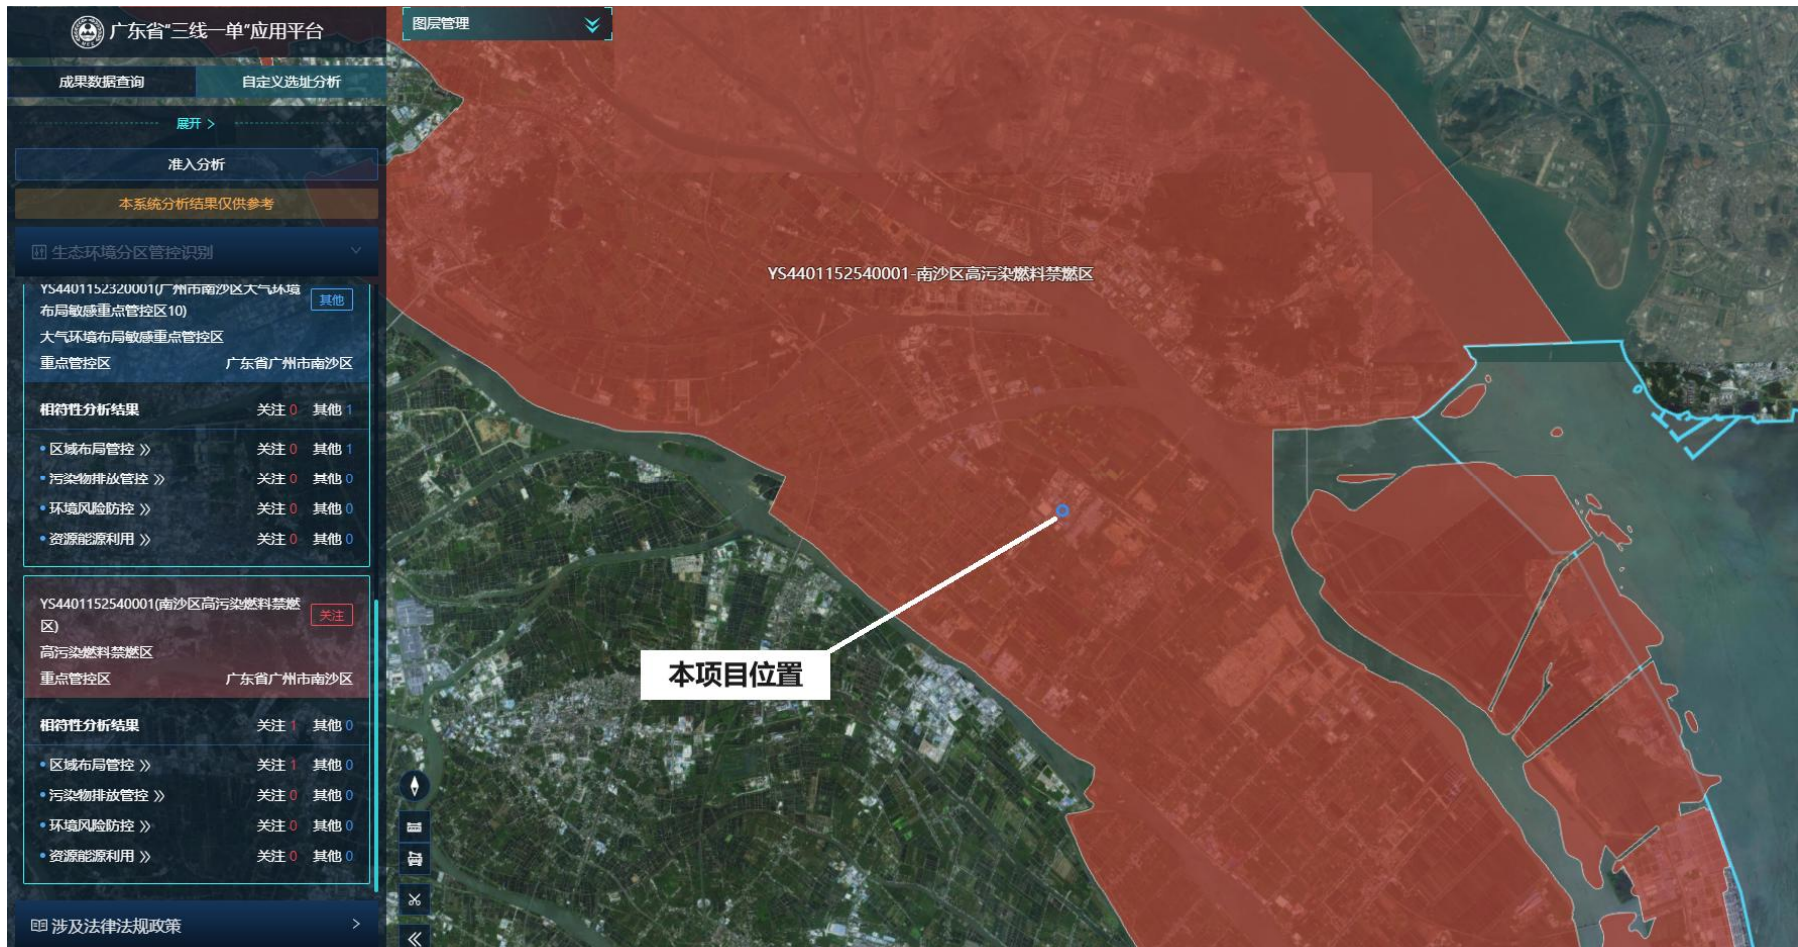 广东省“三线一单”应用平台
成果数据查询
自定义选址分析
展开 >
准入分析
本系统分析结果仅供参考
生态环境分区管控识别
YS4401152320001(广州市南沙区大气环境
布局敏感重点管控区10)
其他
大气环境布局敏感重点管控区
重点管控区 广东省广州市南沙区
相符性分析结果 关注 0 其他 1
区域布局管控 关注 0 其他 1
污染物排放管控 关注 0 其他 0
环境风险防控 关注 0 其他 0
资源能源利用 关注 0 其他 0
YS4401152540001(南沙区高污染燃料禁燃
区)
关注
高污染燃料禁燃区
重点管控区 广东省广州市南沙区
相符性分析结果 关注 1 其他 0
区域布局管控 关注 1 其他 0
污染物排放管控 关注 0 其他 0
环境风险防控 关注 0 其他 0
资源能源利用 关注 0 其他 0
涉及法律法规政策
图层管理
YS4401152540001-南沙区高污染燃料禁燃区
本项目位置